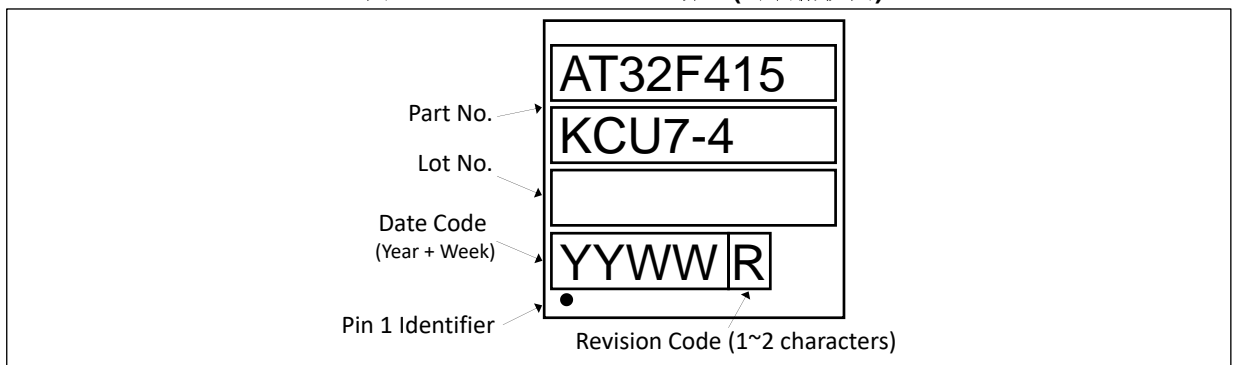 AT32F415
Part No.
KCU7-4
Lot No.
Date Code
(Year + Week)
YYWW R
Pin 1 Identifier
Revision Code (1~2 characters)